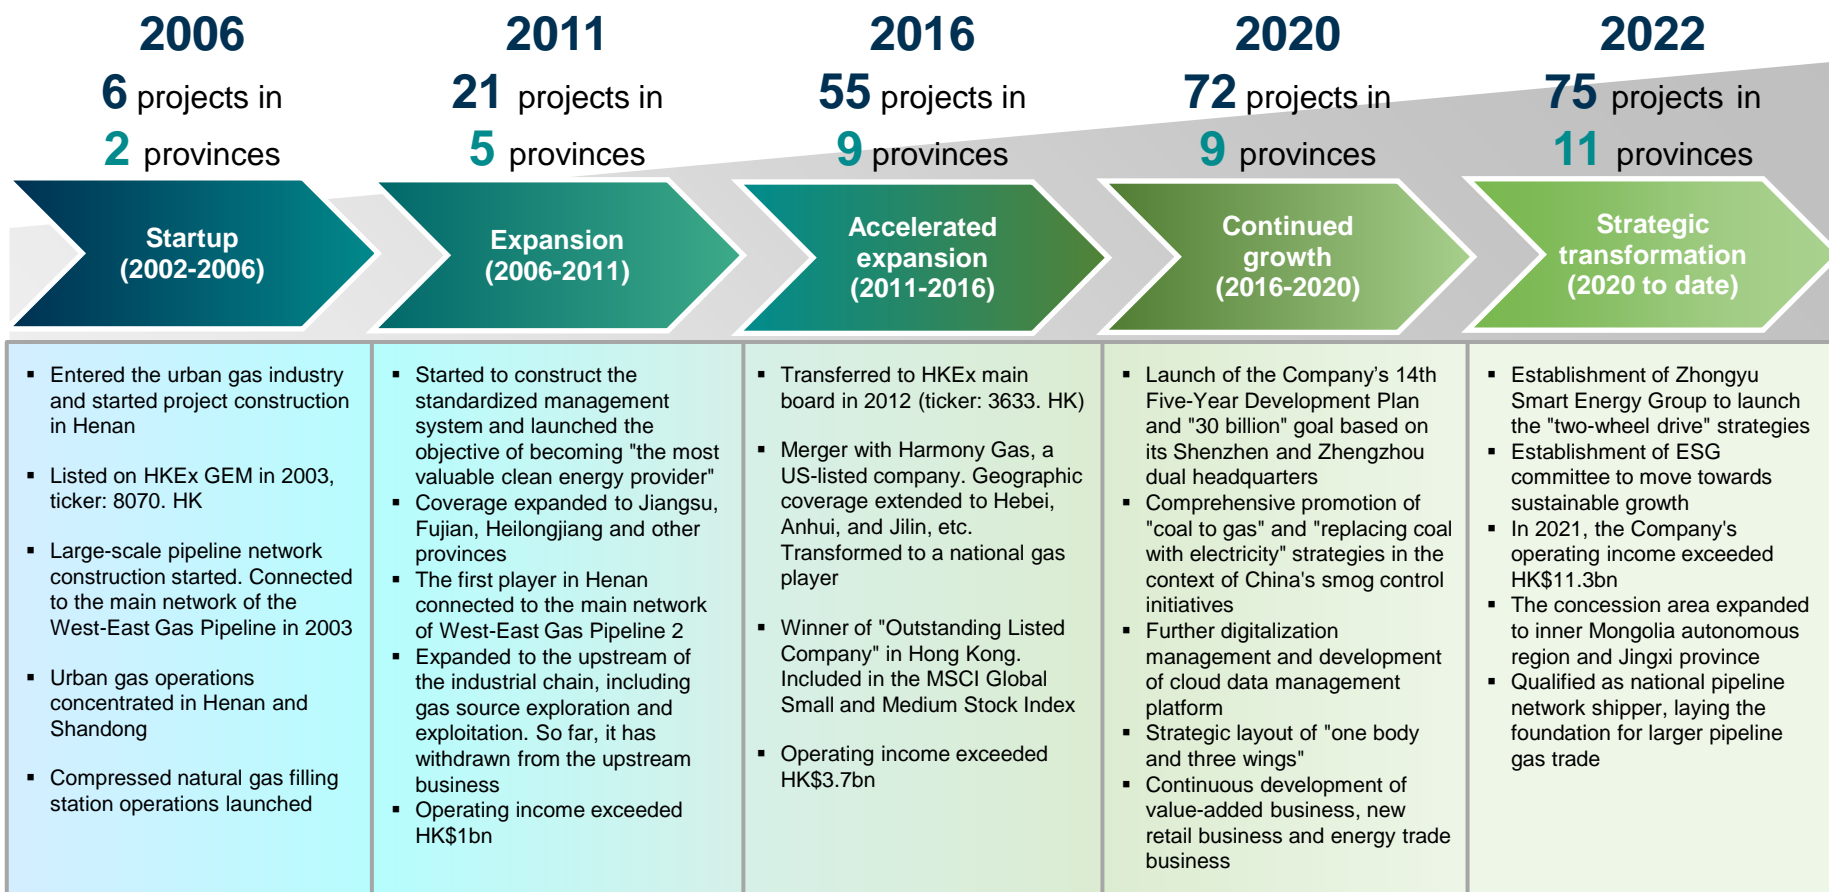 2006
6 projects in
2 provinces
Startup
(2002-2006)
▪ Entered the urban gas industry
and started project construction
in Henan
▪ Listed on HKEx GEM in 2003,
ticker: 8070. HK
▪ Large-scale pipeline network
construction started. Connected
to the main network of the
West-East Gas Pipeline in 2003
▪ Urban gas operations
concentrated in Henan and
Shandong
▪ Compressed natural gas filling
station operations launched
2011
21 projects in
5 provinces
Expansion
(2006-2011)
▪ Started to construct the
standardized management
system and launched the
objective of becoming "the most
valuable clean energy provider"
▪ Coverage expanded to Jiangsu,
Fujian, Heilongjiang and other
provinces
▪ The first player in Henan
connected to the main network
of West-East Gas Pipeline 2
▪ Expanded to the upstream of
the industrial chain, including
gas source exploration and
exploitation. So far, it has
withdrawn from the upstream
business
▪ Operating income exceeded
HK$1bn
2016
55 projects in
9 provinces
Accelerated
expansion
(2011-2016)
▪ Transferred to HKEx main
board in 2012 (ticker: 3633. HK)
▪ Merger with Harmony Gas, a
US-listed company. Geographic
coverage extended to Hebei,
Anhui, and Jilin, etc.
Transformed to a national gas
player
▪ Winner of "Outstanding Listed
Company" in Hong Kong.
Included in the MSCI Global
Small and Medium Stock Index
▪ Operating income exceeded
HK$3.7bn
2020
72 projects in
9 provinces
Continued
growth
(2016-2020)
▪ Launch of the Company's 14th
Five-Year Development Plan
and "30 billion" goal based on
its Shenzhen and Zhengzhou
dual headquarters
▪ Comprehensive promotion of
"coal to gas" and "replacing coal
with electricity" strategies in the
context of China's smog control
initiatives
▪ Further digitalization
management and development
of cloud data management
platform
▪ Strategic layout of "one body
and three wings"
▪ Continuous development of
value-added business, new
retail business and energy trade
business
2022
75 projects in
11 provinces
Strategic
transformation
(2020 to date)
▪ Establishment of Zhongyu
Smart Energy Group to launch
the "two-wheel drive" strategies
▪ Establishment of ESG
committee to move towards
sustainable growth
▪ In 2021, the Company's
operating income exceeded
HK$11.3bn
▪ The concession area expanded
to inner Mongolia autonomous
region and Jingxi province
▪ Qualified as national pipeline
network shipper, laying the
foundation for larger pipeline
gas trade